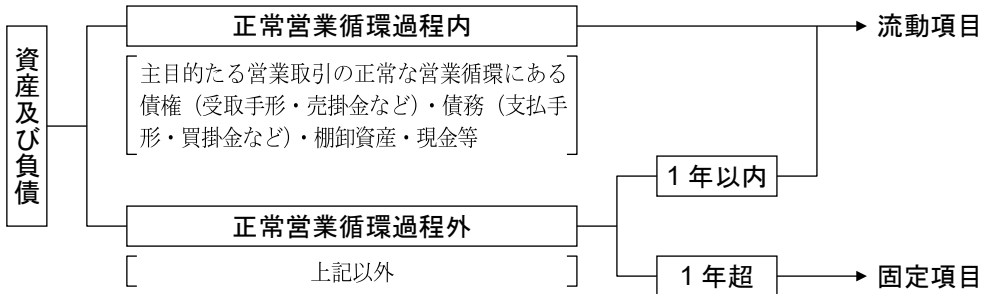 資産及び負債
正常営業循環過程内
主目的たる営業取引の正常な営業循環にある
債権(受取手形・売掛金など)・債務(支払手
形・買掛金など)・棚卸資産・現金等
正常営業循環過程外
上記以外
1年以内
1年超
流動項目
固定項目